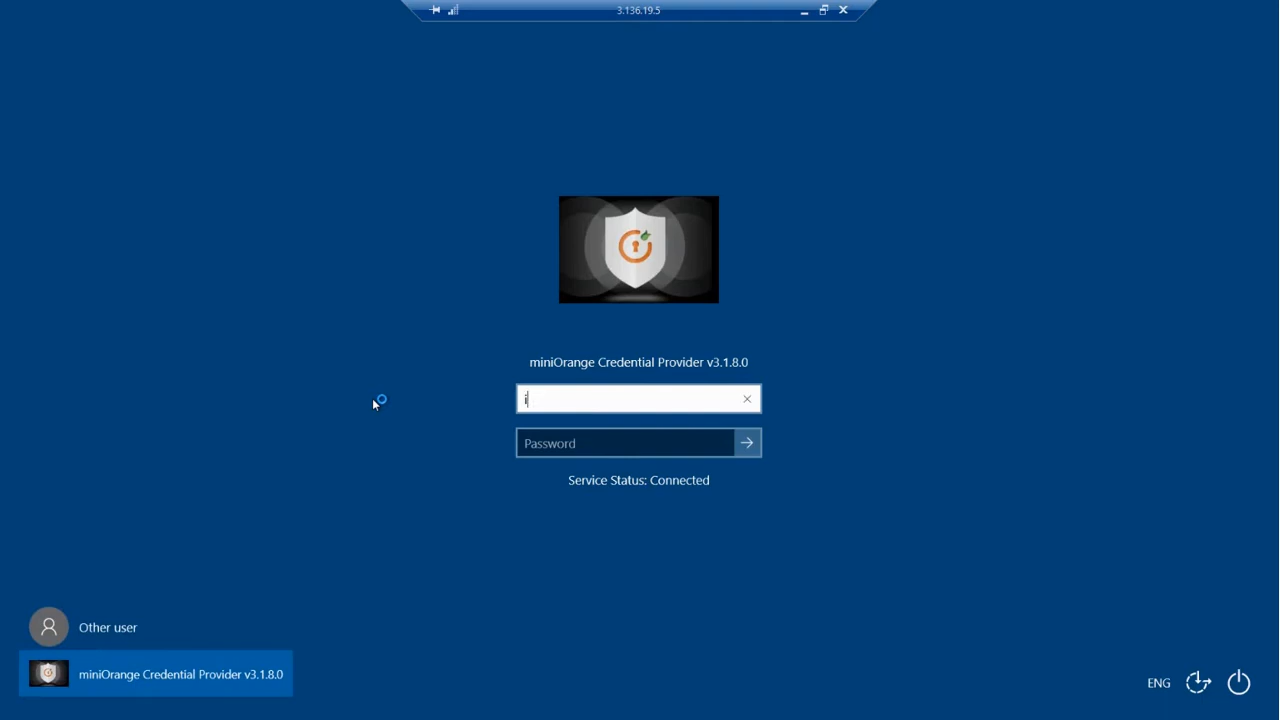 3.136.19.5
miniOrange Credential Provider v3.1.8.0
i
Password
Service Status: Connected
Other user
miniOrange Credential Provider v3.1.8.0
ENG